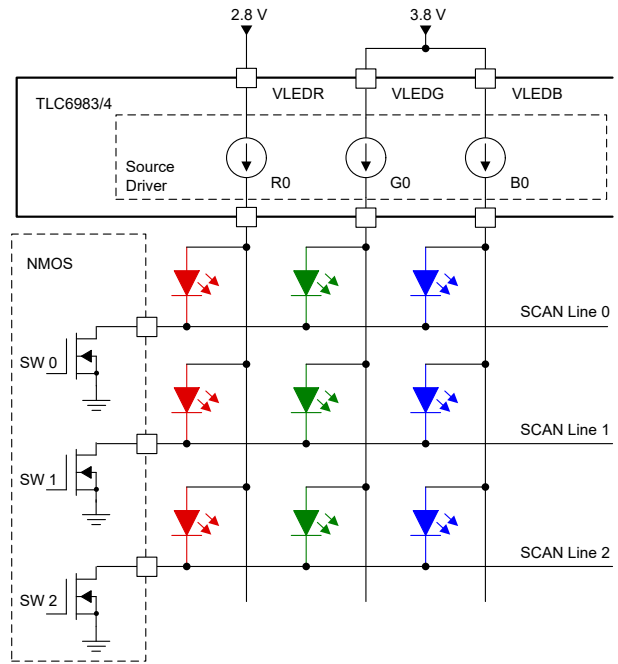 2.8 V
3.8 V
TLC6983/4
VLEDR
VLEDG
VLEDB
Source
Driver
R0
G0
B0
NMOS
SCAN Line 0
SW 0
SCAN Line 1
SW 1
SCAN Line 2
SW 2